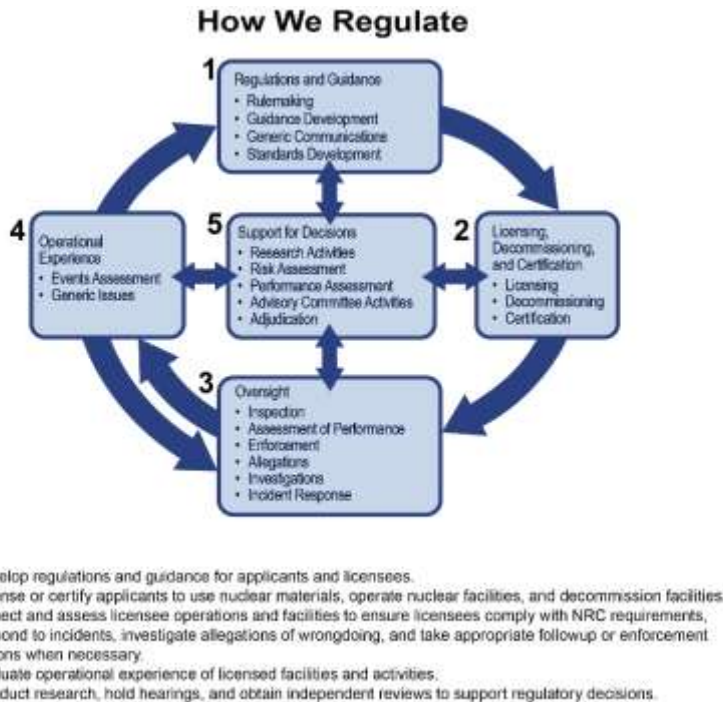 How We Regulate
1
Regulations and Guidance
• Rulemaking
• Guidance Development
• Generic Communications
• Standards Development
4
Operational
Experience
• Events Assessment
• Generic Issues
5
Support for Decisions
• Research Activities
• Risk Assessment
• Performance Assessment
• Advisory Committee Activities
• Adjudication
2
Licensing,
Decommissioning,
and Certification
• Licensing
• Decommissioning
• Certification
3
Oversight
• Inspection
• Assessment of Performance
• Enforcement
• Allegations
• Investigations
• Incident Response
elop regulations and guidance for applicants and licensees.
nse or certify applicants to use nuclear materials, operate nuclear facilities, and decommission facilities
ect and assess licensee operations and facilities to ensure licensees comply with NRC requirements,
ond to incidents, investigate allegations of wrongdoing, and take appropriate followup or enforcement
ons when necessary.
uate operational experience of licensed facilities and activities.
duct research, hold hearings, and obtain independent reviews to support regulatory decisions.